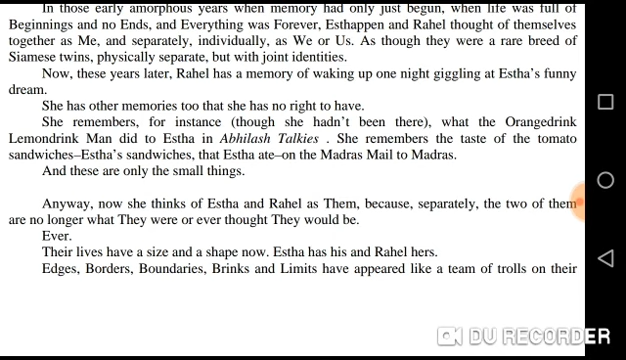 In those early amorphous years when memory had only just begun, when life was full of
Beginnings and no Ends, and Everything was Forever, Esthappen and Rahel thought of themselves
together as Me, and separately, individually, as We or Us. As though they were a rare breed of
Siamese twins, physically separate, but with joint identities.
Now, these years later, Rahel has a memory of waking up one night giggling at Estha’s funny
dream.
She has other memories too that she has no right to have.
She remembers, for instance (though she hadn’t been there), what the Orangedrink
Lemondrink Man did to Estha in Abhilash Talkies . She remembers the taste of the tomato
sandwiches–Estha’s sandwiches, that Estha ate–on the Madras Mail to Madras.
And these are only the small things.
Anyway, now she thinks of Estha and Rahel as Them, because, separately, the two of them
are no longer what They were or ever thought They would be.
Ever.
Their lives have a size and a shape now. Estha has his and Rahel hers.
Edges, Borders, Boundaries, Brinks and Limits have appeared like a team of trolls on their
DU RECORDER